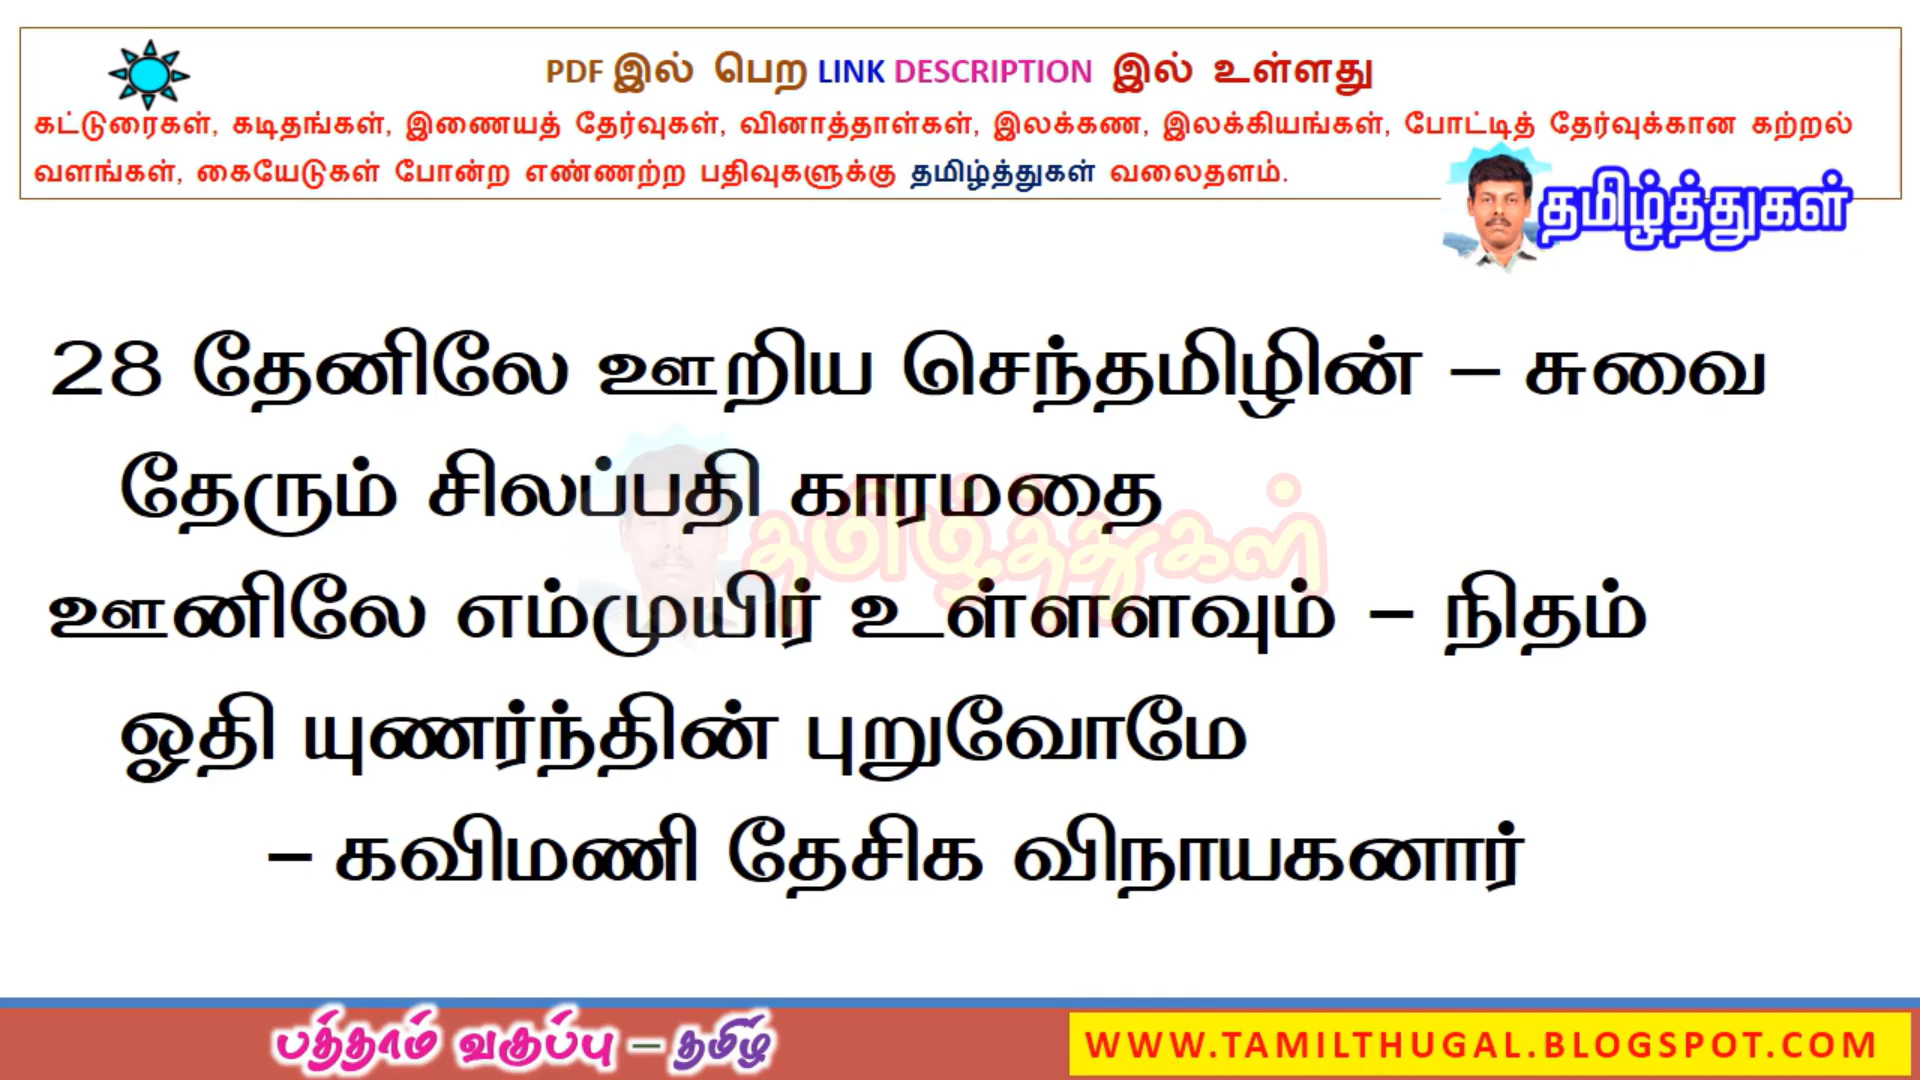 PDF இல் பெற LINK DESCRIPTION இல் உள்ளது
கட்டுரைகள், கடிதங்கள், இணையத் தேர்வுகள், வினாத்தாள்கள், இலக்கண, இலக்கியங்கள், போட்டித் தேர்வுக்கான கற்றல்
வளங்கள், கையேடுகள் போன்ற எண்ணற்ற பதிவுகளுக்கு தமிழ்த்துகள் வலைதளம்.
தமிழ்த்துகள்
28 தேனிலே ஊறிய செந்தமிழின் – சுவை
தேரும் சிலப்பதி காரமதை
தமிழ்த்துகள்
ஊனிலே எம்முயிர் உள்ளளவும் – நிதம்
ஓதி யுணர்ந்தின் புறுவோமே
– கவிமணி தேசிக விநாயகனார்
பத்தாம் வகுப்பு – தமிழ்
WWW.TAMILTHUGAL.BLOGSPOT.COM